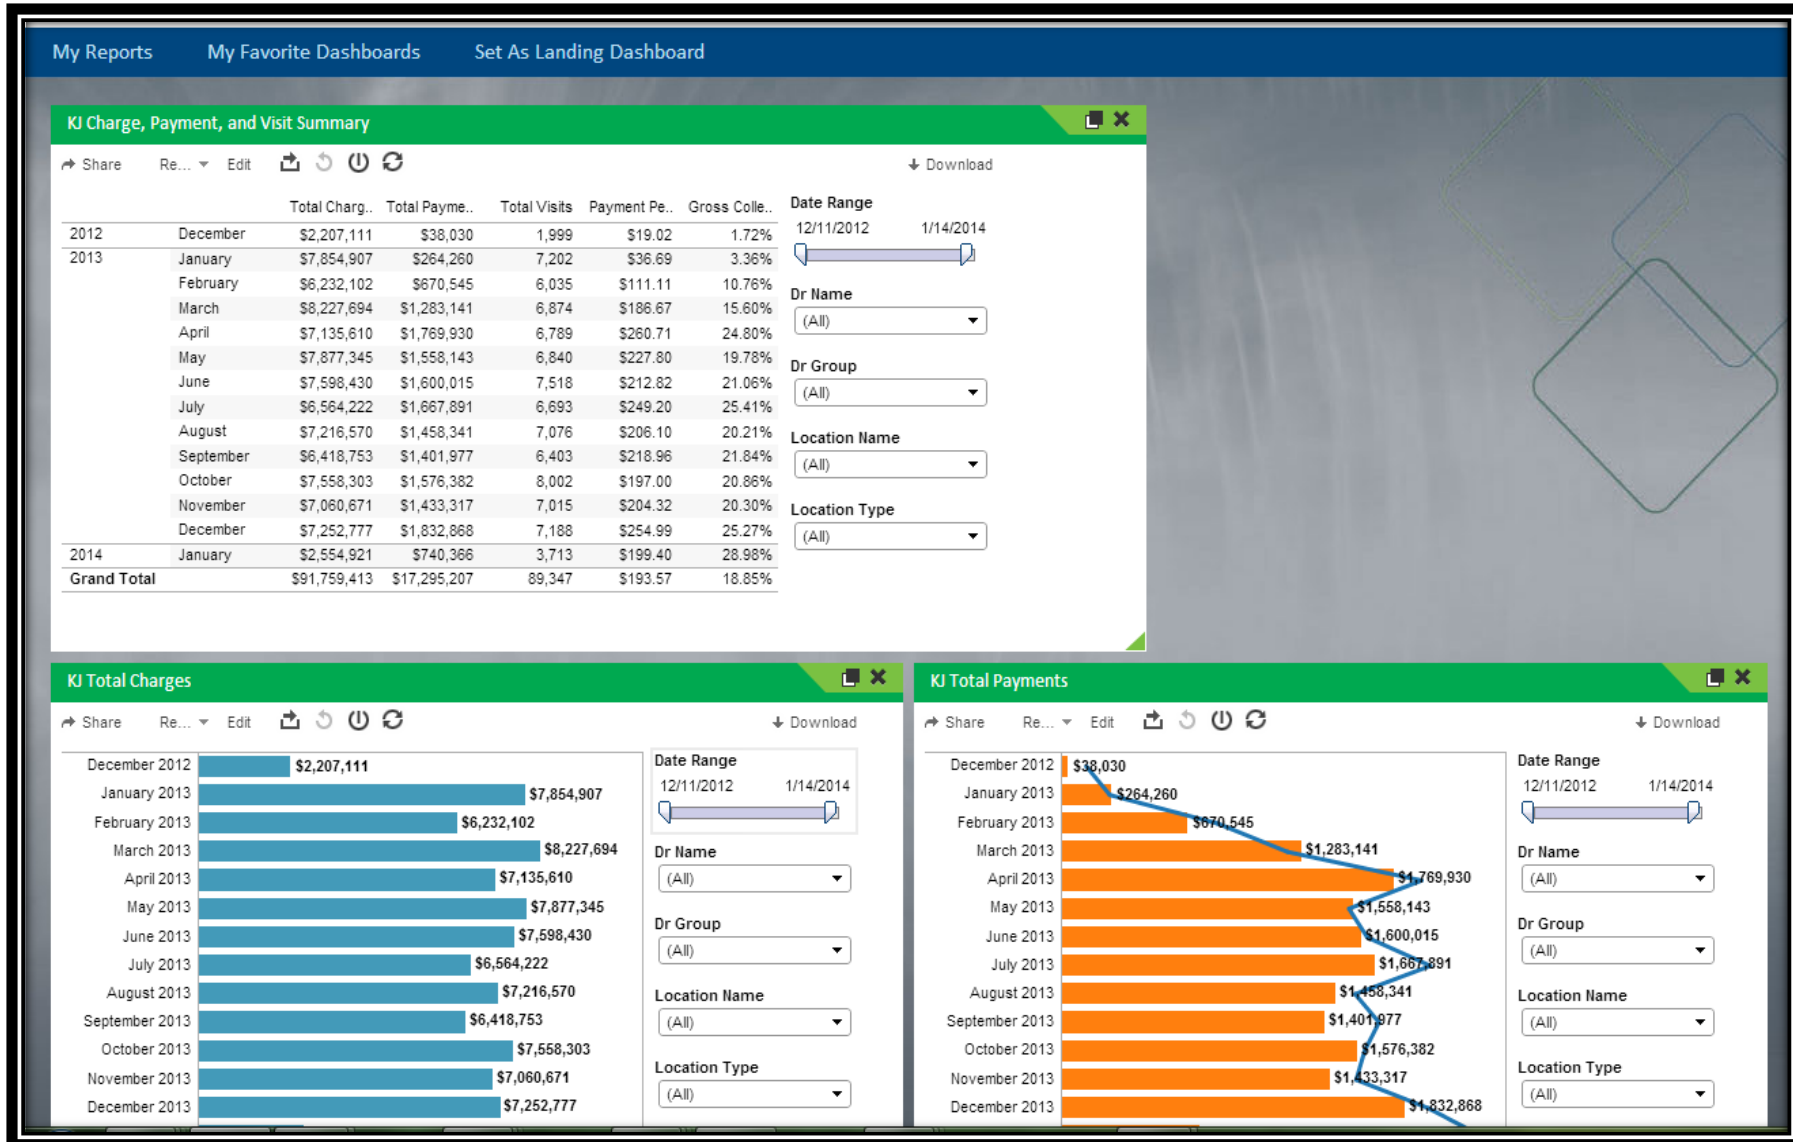 My Reports My Favorite Dashboards Set As Landing Dashboard
KJ Charge, Payment, and Visit Summary
Share Re... Edit Download
Total Charg.. Total Payme.. Total Visits Payment Pe.. Gross Colle..
2012 December $2,207,111 $38,030 1,999 $19.02 1.72%
2013 January $7,854,907 $264,260 7,202 $36.69 3.36%
February $6,232,102 $670,545 6,035 $111.11 10.76%
March $8,227,694 $1,283,141 6,874 $186.67 15.60%
April $7,135,610 $1,769,930 6,789 $260.71 24.80%
May $7,877,345 $1,558,143 6,840 $227.80 19.78%
June $7,598,430 $1,600,015 7,518 $212.82 21.06%
July $6,564,222 $1,667,891 6,693 $249.20 25.41%
August $7,216,570 $1,458,341 7,076 $206.10 20.21%
September $6,418,753 $1,401,977 6,403 $218.96 21.84%
October $7,558,303 $1,576,382 8,002 $197.00 20.86%
November $7,060,671 $1,433,317 7,015 $204.32 20.30%
December $7,252,777 $1,832,868 7,188 $254.99 25.27%
2014 January $2,554,921 $740,366 3,713 $199.40 28.98%
Grand Total $91,759,413 $17,295,207 89,347 $193.57 18.85%
Date Range
12/11/2012 1/14/2014
Dr Name
(All)
Dr Group
(All)
Location Name
(All)
Location Type
(All)
KJ Total Charges
Share Re... Edit Download
December 2012 $2,207,111
January 2013 $7,854,907
February 2013 $6,232,102
March 2013 $8,227,694
April 2013 $7,135,610
May 2013 $7,877,345
June 2013 $7,598,430
July 2013 $6,564,222
August 2013 $7,216,570
September 2013 $6,418,753
October 2013 $7,558,303
November 2013 $7,060,671
December 2013 $7,252,777
Date Range
12/11/2012 1/14/2014
Dr Name
(All)
Dr Group
(All)
Location Name
(All)
Location Type
(All)
KJ Total Payments
Share Re... Edit Download
December 2012 $38,030
January 2013 $264,260
February 2013 $670,545
March 2013 $1,283,141
April 2013 $1,769,930
May 2013 $1,558,143
June 2013 $1,600,015
July 2013 $1,667,891
August 2013 $1,458,341
September 2013 $1,401,977
October 2013 $1,576,382
November 2013 $1,433,317
December 2013 $1,832,868
Date Range
12/11/2012 1/14/2014
Dr Name
(All)
Dr Group
(All)
Location Name
(All)
Location Type
(All)